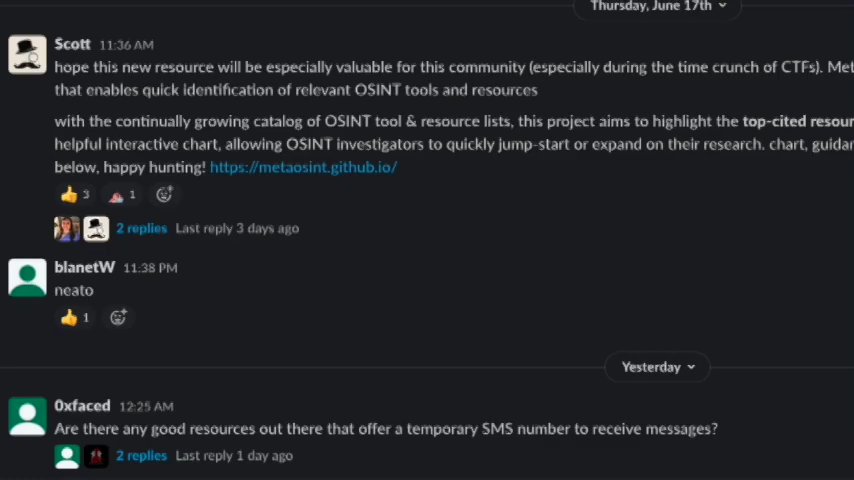 Thursday, June 17th
Scott 11:36 AM
hope this new resource will be especially valuable for this community (especially during the time crunch of CTFs). Met
that enables quick identification of relevant OSINT tools and resources
with the continually growing catalog of OSINT tool & resource lists, this project aims to highlight the top-cited resour
helpful interactive chart, allowing OSINT investigators to quickly jump-start or expand on their research. chart, guidan
below, happy hunting! https://metaosint.github.io/
3 1
2 replies Last reply 3 days ago
blanetW 11:38 PM
neato
1
Yesterday
0xfaced 12:25 AM
Are there any good resources out there that offer a temporary SMS number to receive messages?
2 replies Last reply 1 day ago